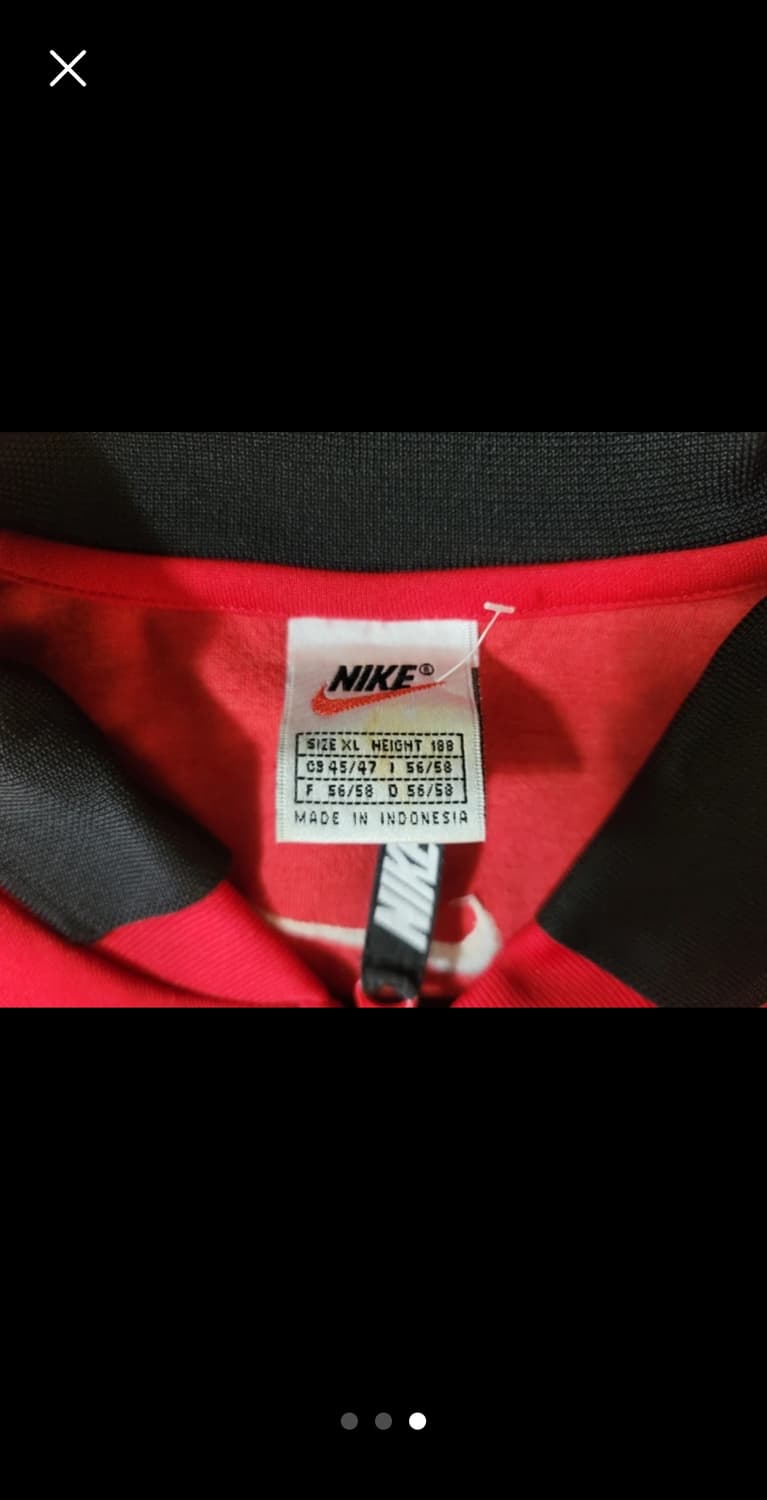 NIKE®
SIZE XL HEIGHT 188
GB 45/47 I 56/58
F 56/58 D 56/58
MADE IN INDONESIA
NIKE